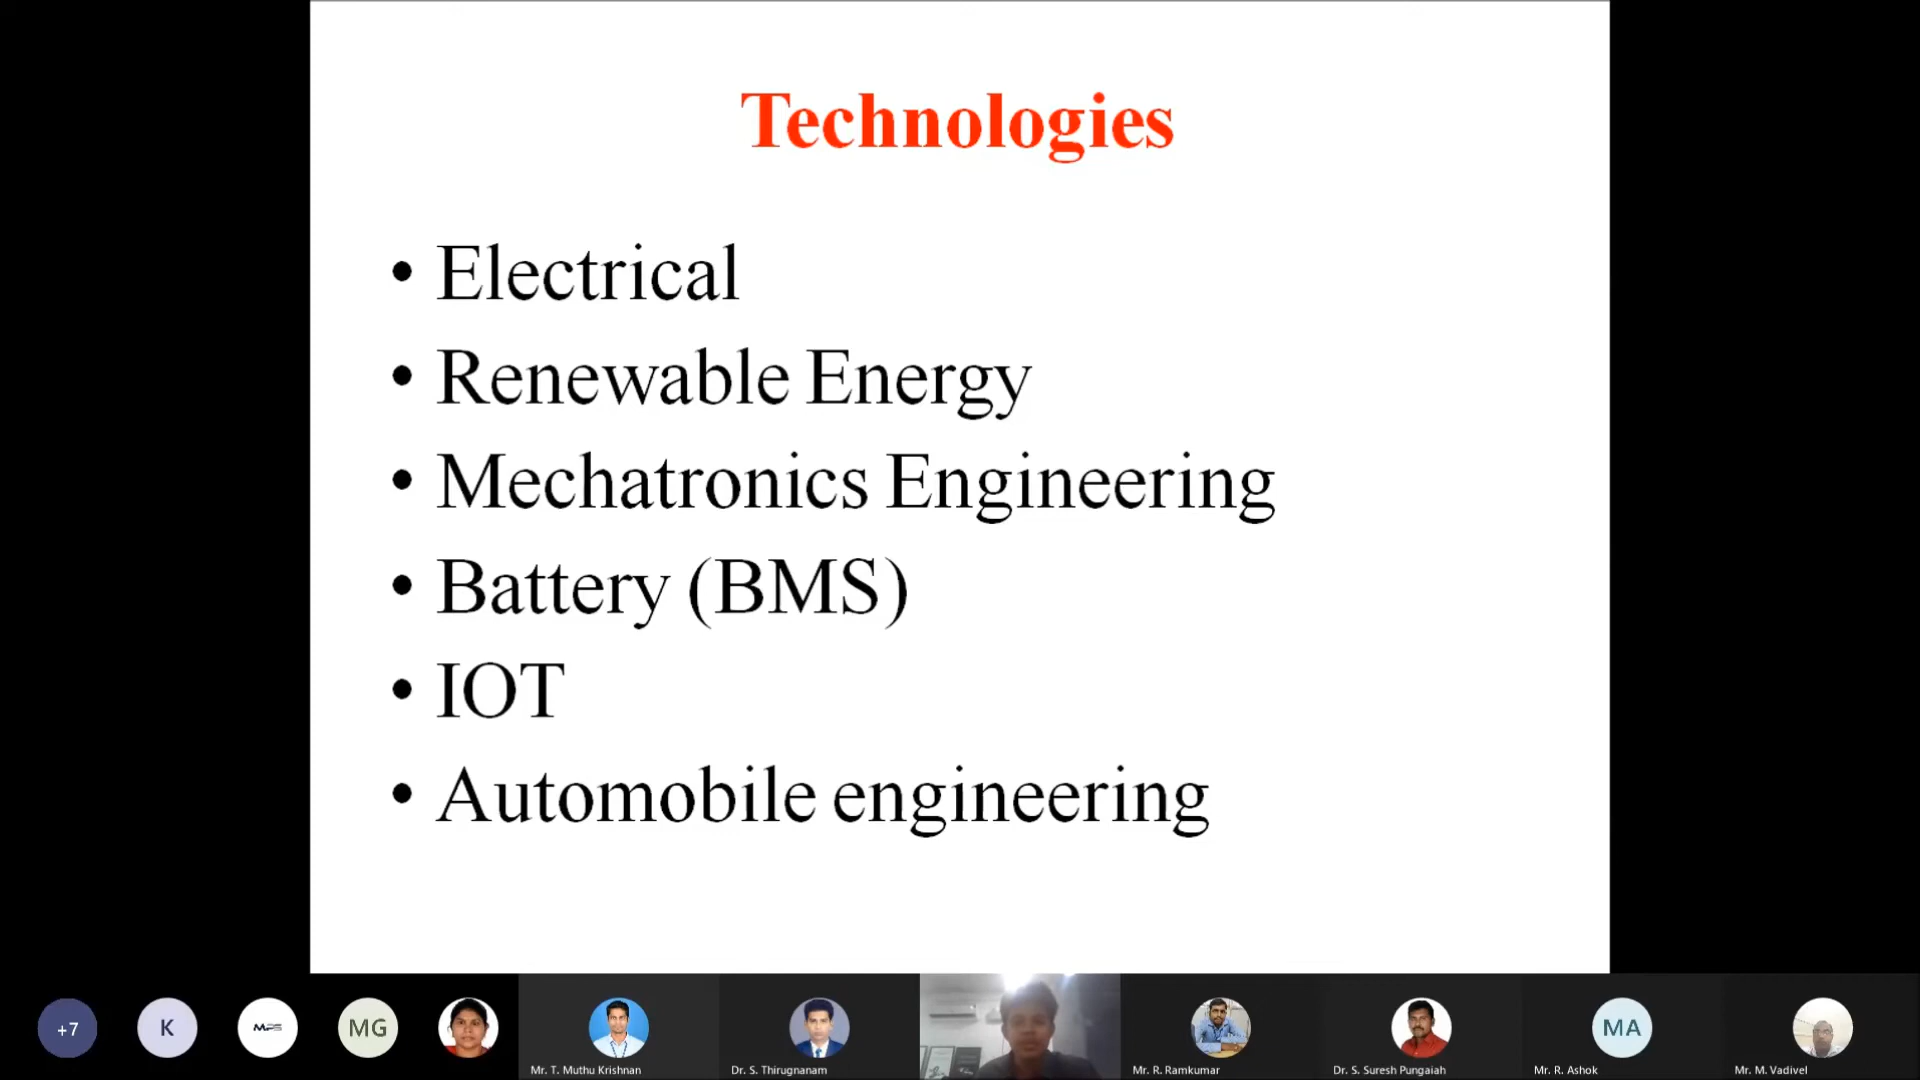 Technologies
• Electrical
• Renewable Energy
• Mechatronics Engineering
• Battery (BMS)
• IOT
• Automobile engineering
+7
K
MPS
MG
MA
Mr. T. Muthu Krishnan
Dr. S. Thirugnanam
Mr. R. Ramkumar
Dr. S. Suresh Pungaiah
Mr. R. Ashok
Mr. M. Vadivel